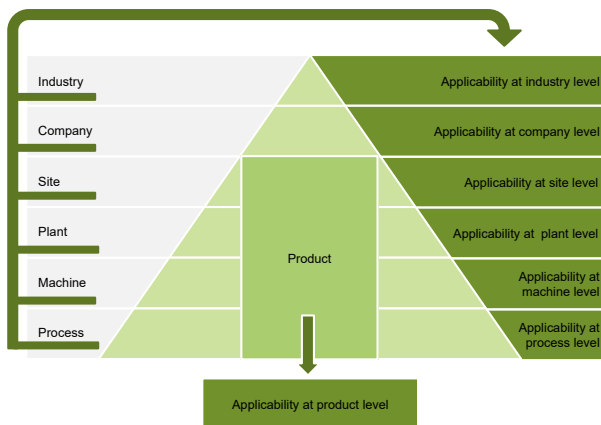 Industry
Applicability at industry level
Company
Applicability at company level
Site
Applicability at site level
Plant
Applicability at  plant level
Product
Machine
Applicability at
machine level
Process
Applicability at
process level
Applicability at product level